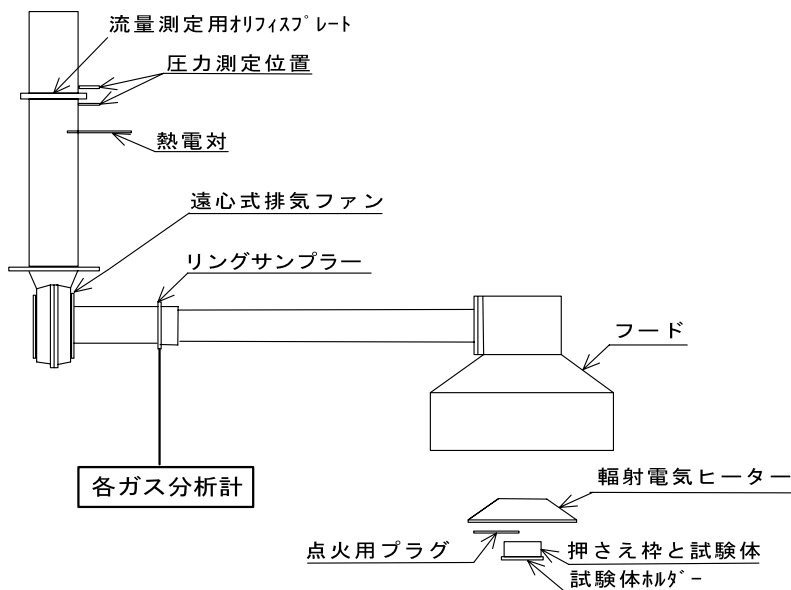 流量測定用ｵﾘﾌｨｽﾌﾟﾚｰﾄ
圧力測定位置
熱電対
遠心式排気ファン
リングサンプラー
フード
各ガス分析計
輻射電気ヒーター
点火用プラグ
押さえ枠と試験体
試験体ﾎﾙﾀﾞｰ